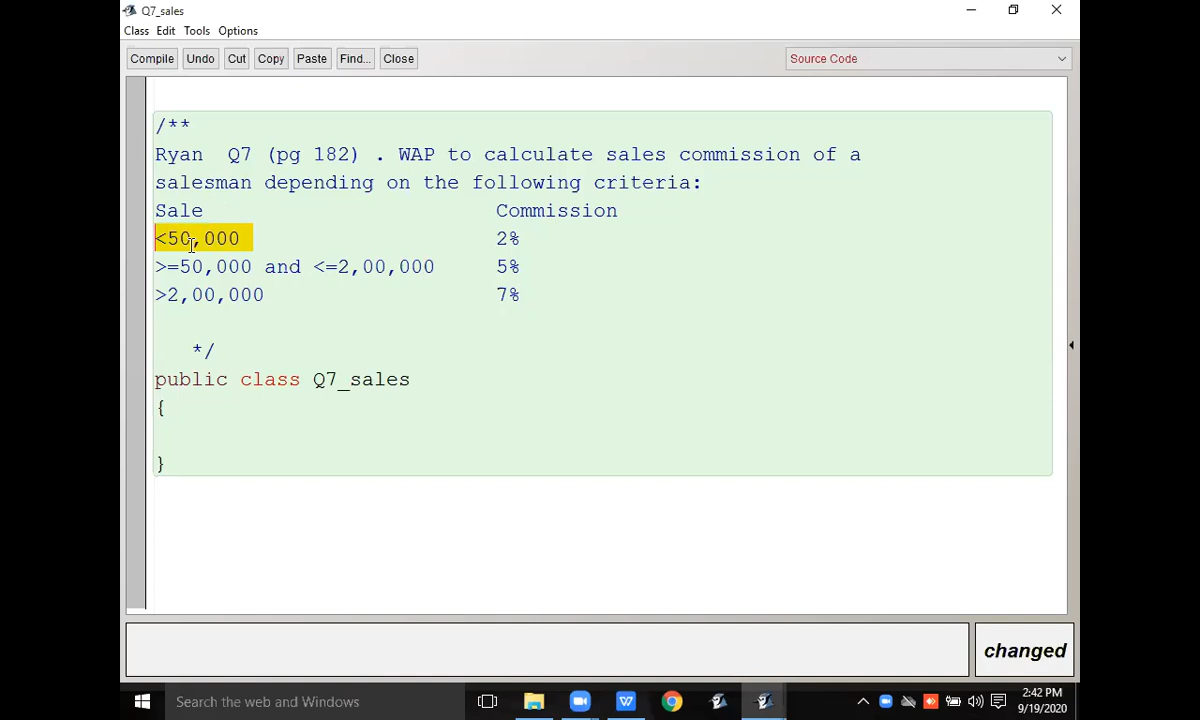 Q7_sales
Class Edit Tools Options
Compile Undo Cut Copy Paste Find... Close Source Code
/**
Ryan Q7 (pg 182) . WAP to calculate sales commission of a
salesman depending on the following criteria:
Sale Commission
<50,000 2%
>=50,000 and <=2,00,000 5%
>2,00,000 7%
*/
public class Q7_sales
{
}
changed
Search the web and Windows
2:42 PM
9/19/2020